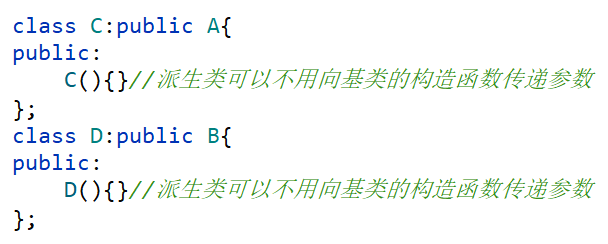 class C:public A{
public:
    C(){}//派生类可以不用向基类的构造函数传递参数
};
class D:public B{
public:
    D(){}//派生类可以不用向基类的构造函数传递参数
};